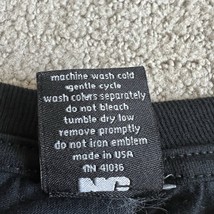 machine wash cold
gentle cycle
wash colors separately
do not bleach
tumble dry low
remove promptly
do not iron emblem
made in USA
RN 41036